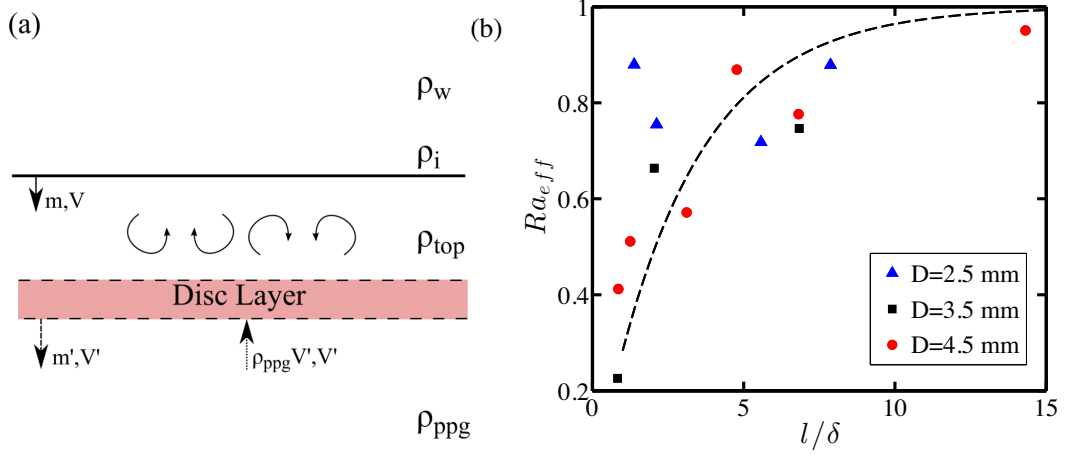 (a)
ρw
ρi
m,V
ρtop
Disc Layer
m',V'
ρppgV',V'
ρppg
(b)
1
0.8
0.6
0.4
0.2
Raeff
0
5
10
15
l/δ
D=2.5 mm
D=3.5 mm
D=4.5 mm